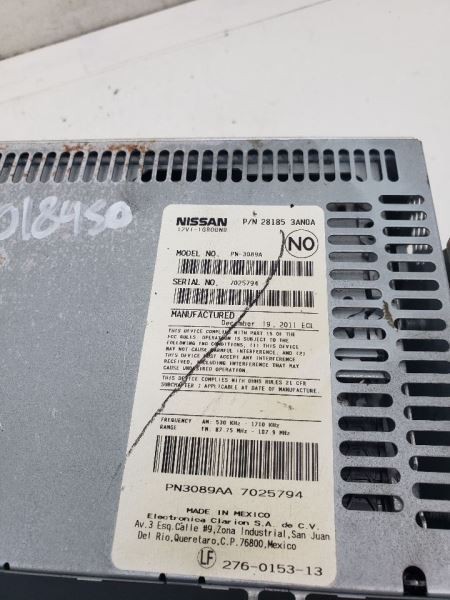 018450
NISSAN P/N 28185 3AN0A
12V(-)GROUND
NO
MODEL NO. PN-3089A
SERIAL NO. 7025794
MANUFACTURED
December 19, 2011 ECL
THIS DEVICE COMPLIES WITH PART 15 OF THE
FCC RULES. OPERATION IS SUBJECT TO THE
FOLLOWING TWO CONDITIONS, (1) THIS DEVICE
MAY NOT CAUSE HARMFUL INTERFERENCE, AND (2)
THIS DEVICE MUST ACCEPT ANY INTERFERENCE
RECEIVED, INCLUDING INTERFERENCE THAT MAY
CAUSE UNDESIRED OPERATION
THIS DEVICE COMPLIES WITH DHHS RULES 21 CFR
SUBCHAPTER J APPLICABLE AT DATE OF MANUFACT.
FREQUENCY AM: 530 KHz - 1710 KHz
RANGE FM: 87.75 MHz - 107.9 MHz
PN3089AA 7025794
MADE IN MEXICO
Electronica Clarion S.A. de C.V.
Av.3 Esq.Calle #9,Zona Industrial,San Juan
Del Rio,Queretaro,C.P.76800,Mexico
LF 276-0153-13